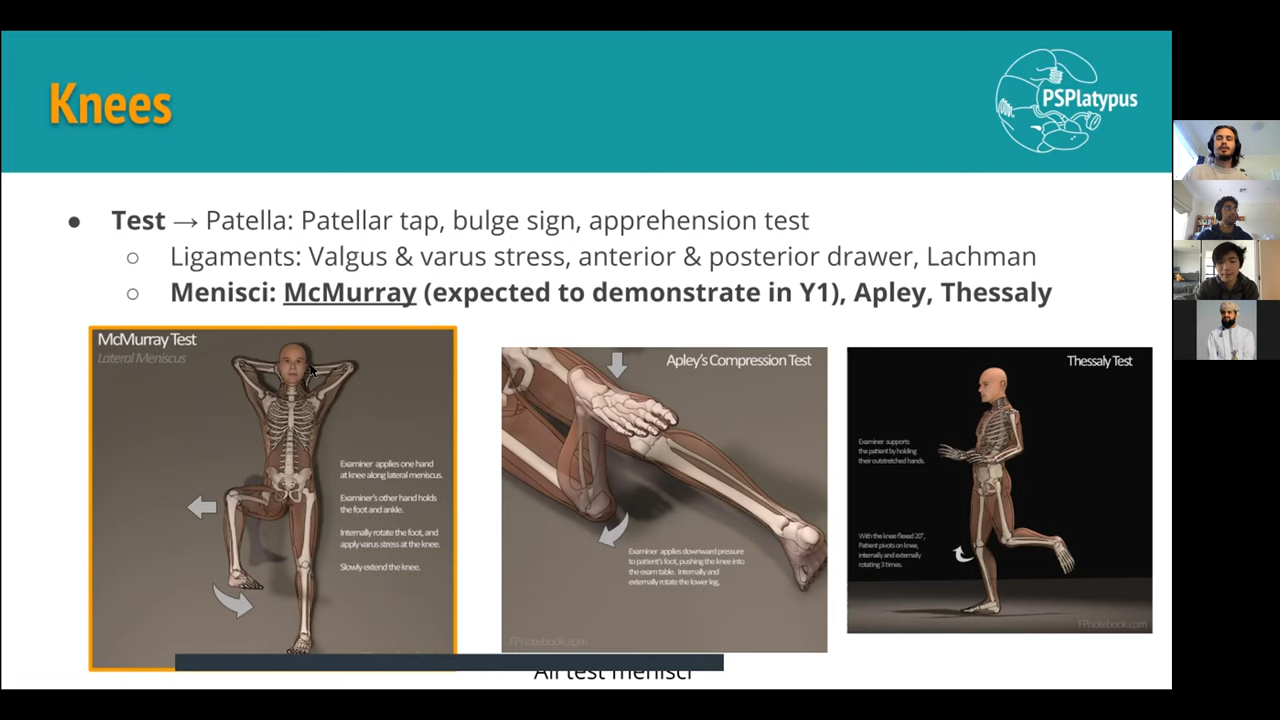 Knees
PSPlatypus
● Test → Patella: Patellar tap, bulge sign, apprehension test
○ Ligaments: Valgus & varus stress, anterior & posterior drawer, Lachman
○ Menisci: McMurray (expected to demonstrate in Y1), Apley, Thessaly
McMurray Test
Lateral Meniscus
Examiner applies one hand
at knee along lateral meniscus.
Examiner's other hand holds
the foot and ankle.
Internally rotate the foot, and
apply varus stress at the knee.
Slowly extend the knee.
Apley's Compression Test
Examiner applies downward pressure
to patient's foot, pushing the knee into
the exam table. Internally and
externally rotate the lower leg.
FPnotebook.com
Thessaly Test
Examiner supports
the patient by holding
their outstretched hands.
With the knee flexed 20°,
Patient pivots on knee,
internally and externally
rotating 3 times.
FPnotebook.com
All test menisci